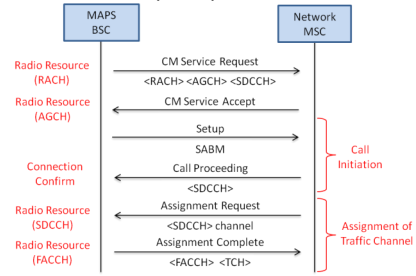 MAPS
BSC
Network
MSC
Radio Resource
(RACH)
CM Service Request
<RACH> <AGCH> <SDCCH>
Radio Resource
(AGCH)
CM Service Accept
Setup
SABM
Call
Initiation
Connection
Confirm
Call Proceeding
<SDCCH>
Radio Resource
(SDCCH)
Assignment Request
<SDCCH> channel
Assignment of
Traffic Channel
Radio Resource
(FACCH)
Assignment Complete
<FACCH> <TCH>